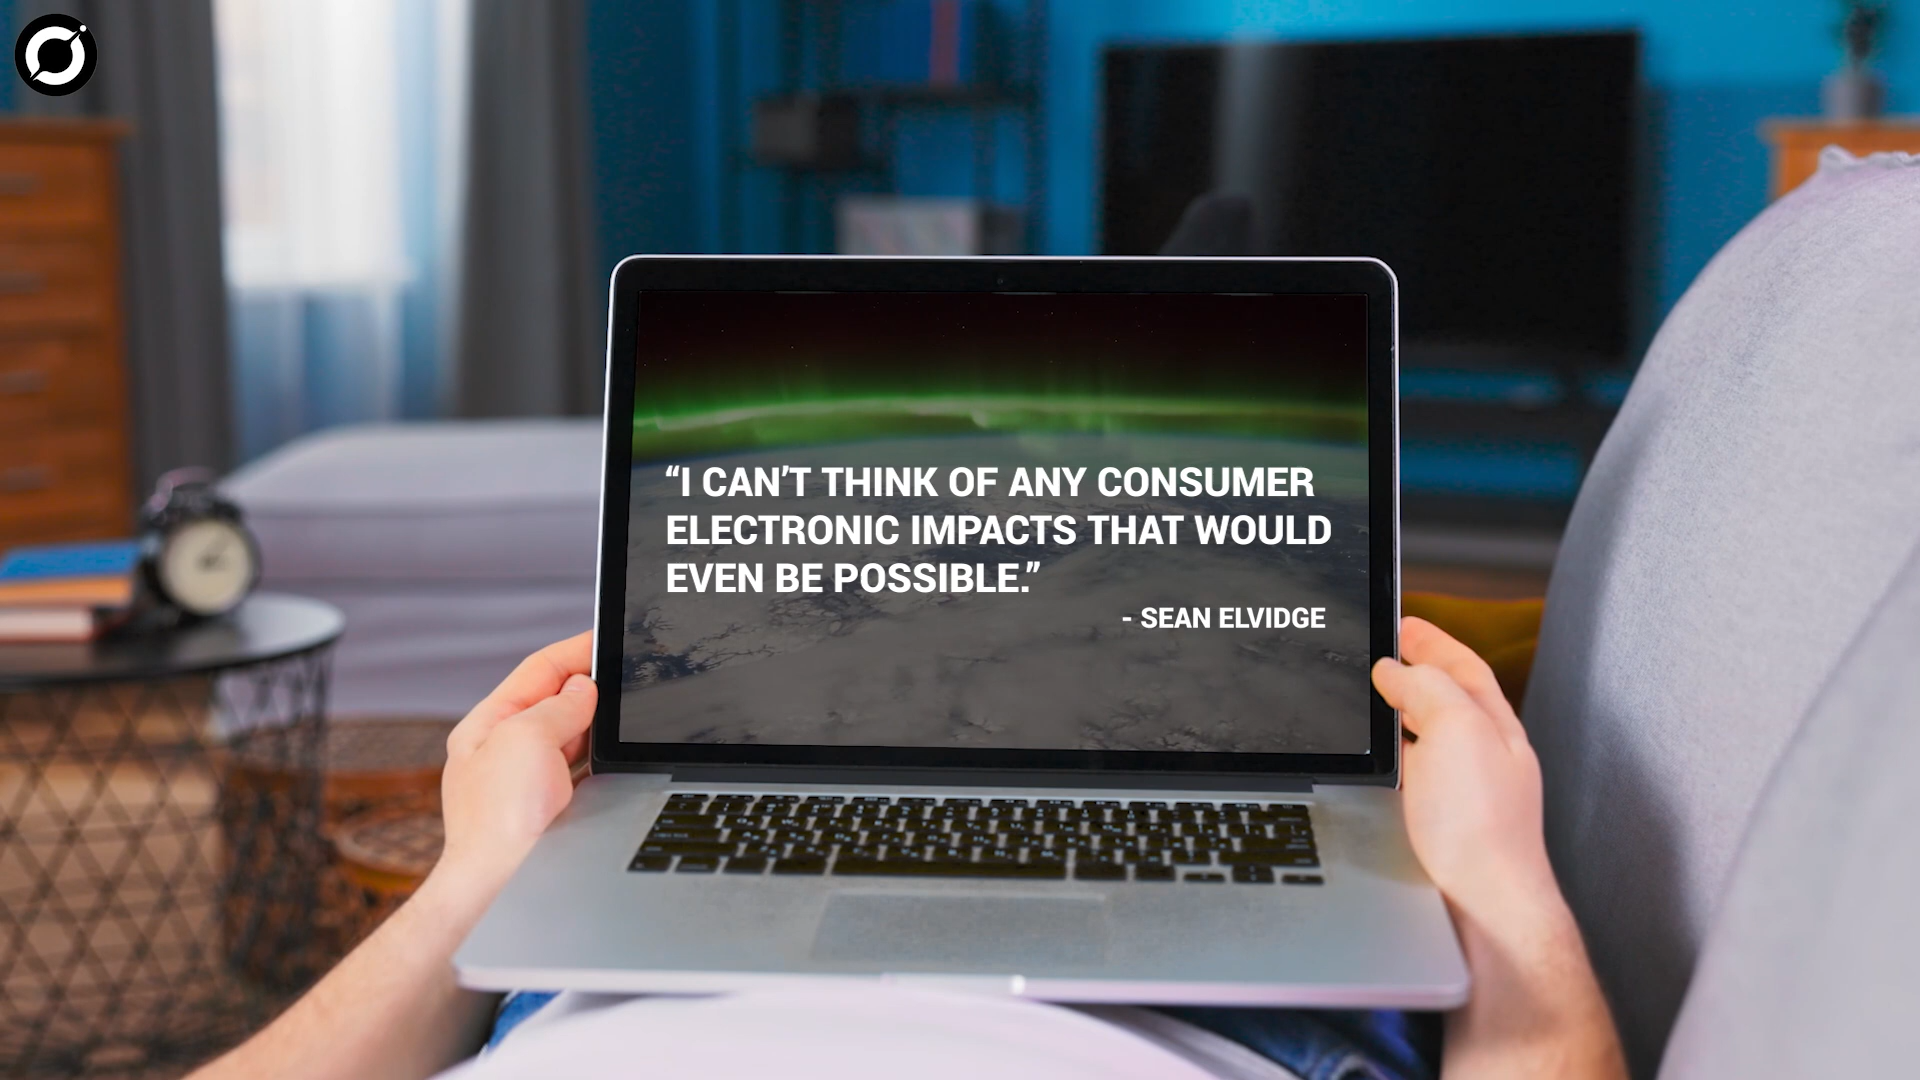 “I CAN’T THINK OF ANY CONSUMER
ELECTRONIC IMPACTS THAT WOULD
EVEN BE POSSIBLE.”
- SEAN ELVIDGE